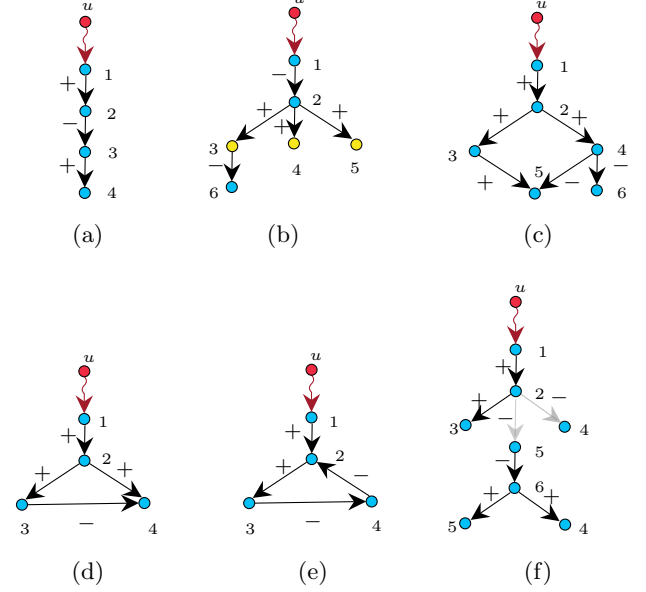 u
1
+
2
−
3
+
4
(a)
u
1
−
2
+ + +
3 4 5
−
6
(b)
u
1
+
2
+ +
3 4
5
+ − −
6
(c)
u
1
+
2
+ +
3 − 4
(d)
u
1
+
2
+ −
3 − 4
(e)
u
1
+
2
+ − −
3 4
5
−
6
+ +
5 4
(f)